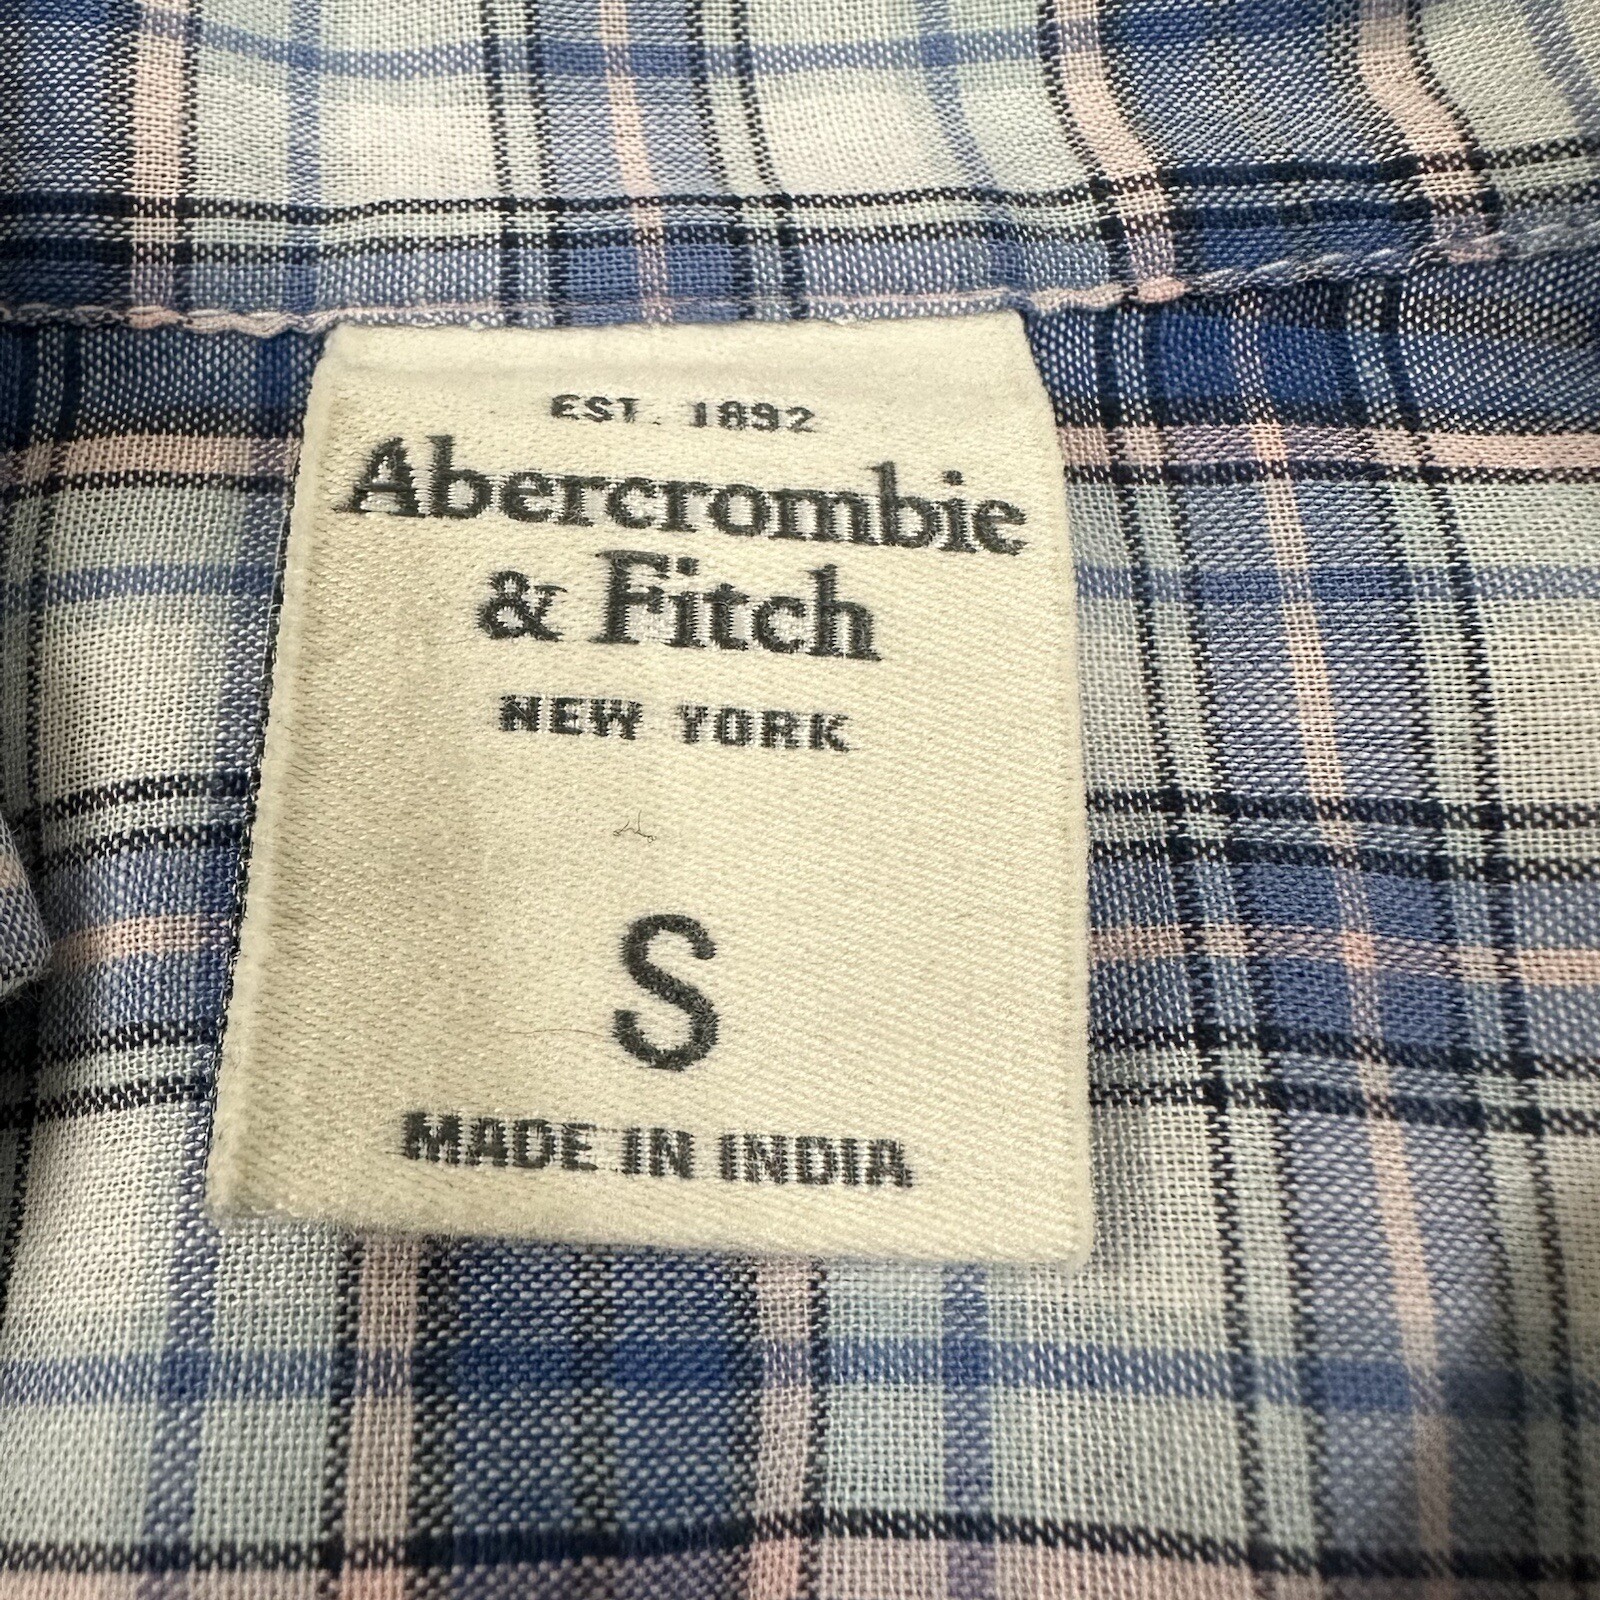 EST. 1892
Abercrombie
& Fitch
NEW YORK
S
MADE IN INDIA